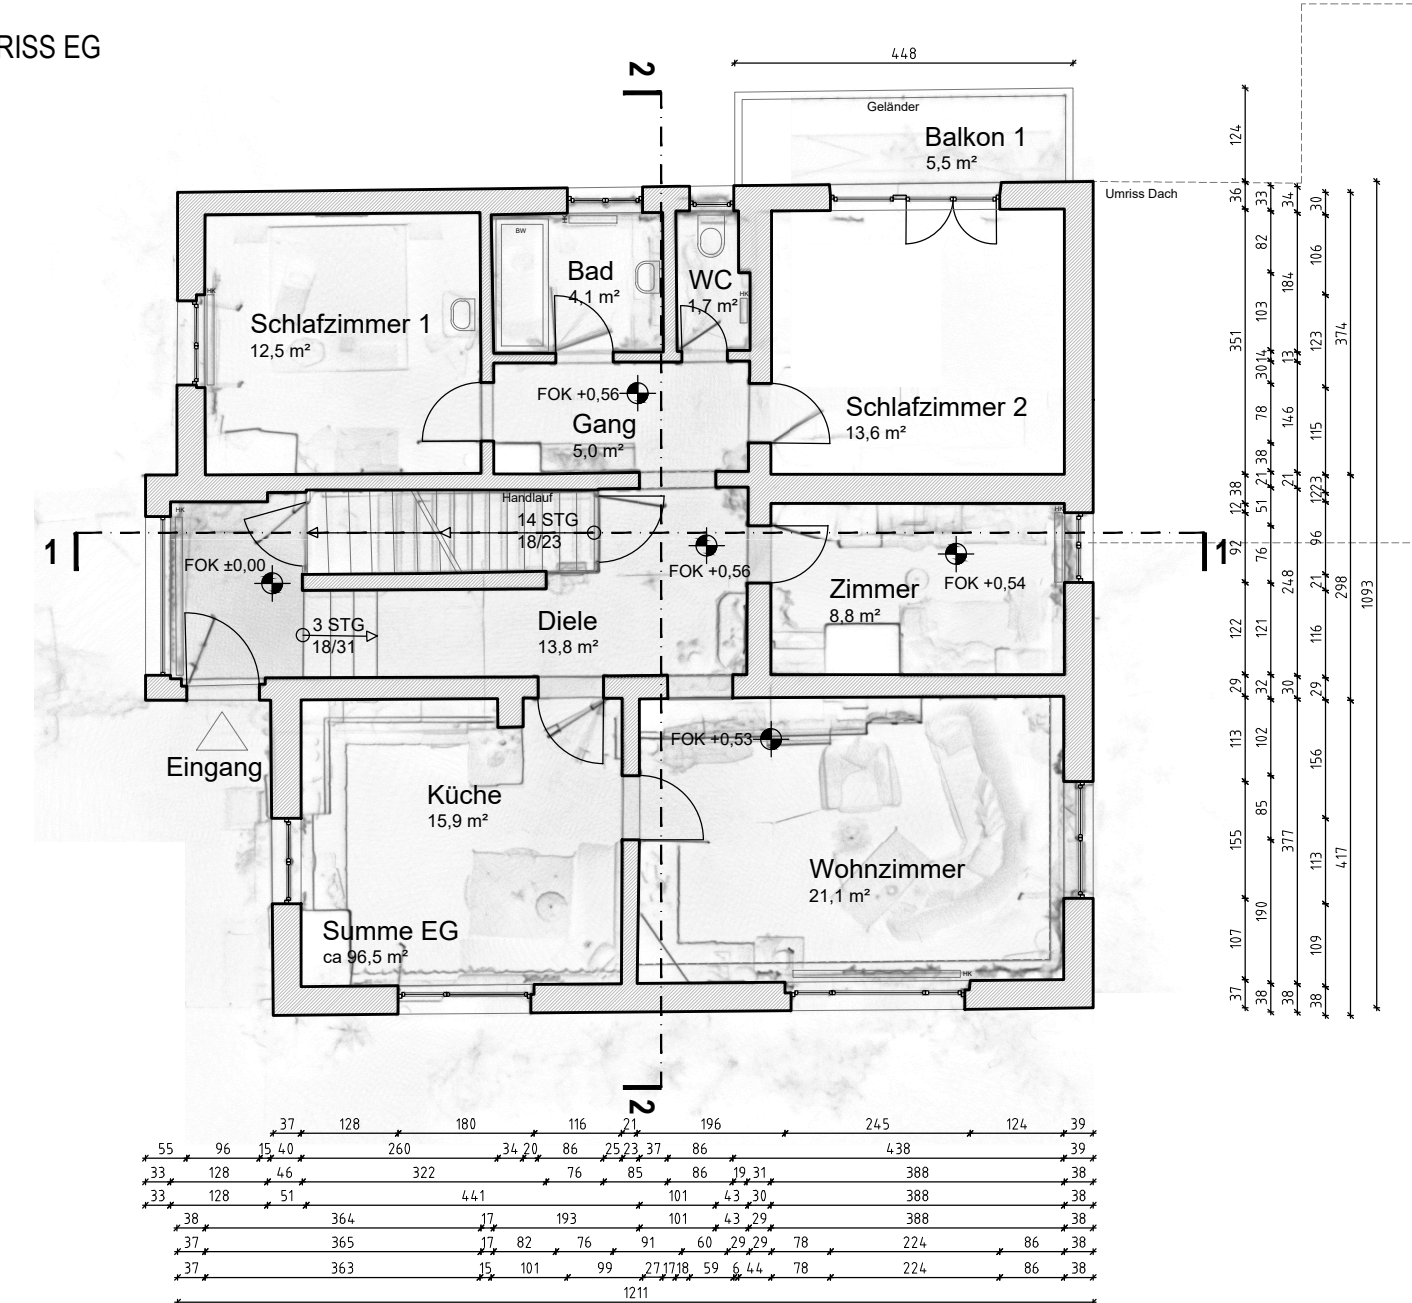 RISS EG
448
2
Geländer
Balkon 1
5,5 m²
Umriss Dach
BW
HK
Bad
4,1 m²
WC
1,7 m²
HK
HK
Schlafzimmer 1
12,5 m²
FOK +0,56
Gang
5,0 m²
Schlafzimmer 2
13,6 m²
Handlauf
14 STG
18/23
HK
HK
1
1
FOK ±0,00
FOK +0,56
FOK +0,54
Zimmer
8,8 m²
Diele
13,8 m²
3 STG
18/31
FOK +0,53
Eingang
Küche
15,9 m²
Wohnzimmer
21,1 m²
Summe EG
ca 96,5 m²
HK
2
124 36 351 38 12 92 122 29 113 155 107 37
33 82 103 14 30 78 38 21 51 76 121 32 102 85 190 38
34 184 13 146 21 248 30 377 38
30 106 123 115 23 12 96 21 116 29 156 113 109 38
374 298 417
1093
37 128 180 116 21 196 245 124 39
55 96 15 40 260 34 20 86 25 23 37 86 438 39
33 128 46 322 76 85 86 19 31 388 38
33 128 51 441 101 43 30 388 38
38 364 17 193 101 43 29 388 38
37 365 17 82 76 91 60 29 29 78 224 86 38
37 363 15 101 99 27 17 18 59 6 44 78 224 86 38
1211